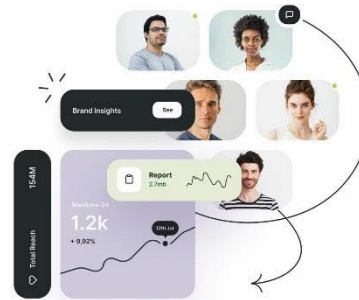 Brand insights
See
Report
2.7mb
154M
Total Reach
Mentions Q4
1.2k
+ 9,92%
12th Jul